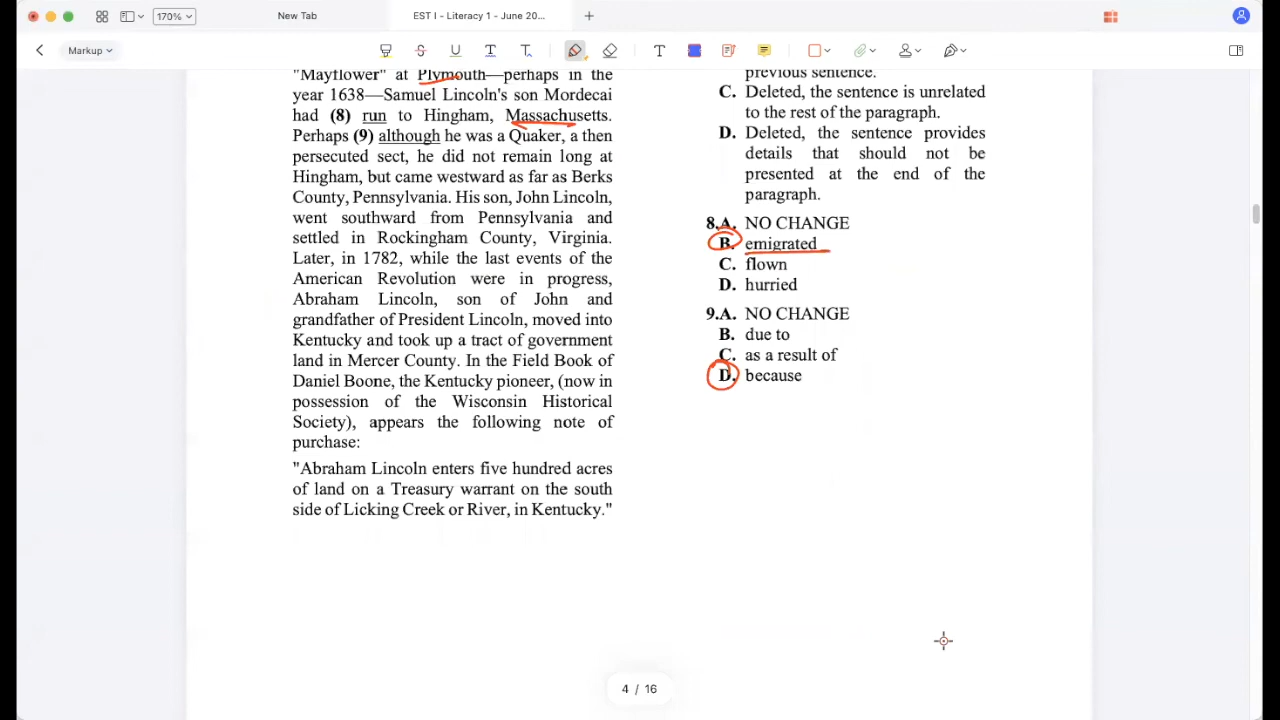 170%
New Tab
EST I - Literacy 1 - June 20...
Markup
"Mayflower" at Plymouth—perhaps in the
year 1638—Samuel Lincoln's son Mordecai
had (8) run to Hingham, Massachusetts.
Perhaps (9) although he was a Quaker, a then
persecuted sect, he did not remain long at
Hingham, but came westward as far as Berks
County, Pennsylvania. His son, John Lincoln,
went southward from Pennsylvania and
settled in Rockingham County, Virginia.
Later, in 1782, while the last events of the
American Revolution were in progress,
Abraham Lincoln, son of John and
grandfather of President Lincoln, moved into
Kentucky and took up a tract of government
land in Mercer County. In the Field Book of
Daniel Boone, the Kentucky pioneer, (now in
possession of the Wisconsin Historical
Society), appears the following note of
purchase:
"Abraham Lincoln enters five hundred acres
of land on a Treasury warrant on the south
side of Licking Creek or River, in Kentucky."
previous sentence.
C. Deleted, the sentence is unrelated
to the rest of the paragraph.
D. Deleted, the sentence provides
details that should not be
presented at the end of the
paragraph.
8.A. NO CHANGE
B. emigrated
C. flown
D. hurried
9.A. NO CHANGE
B. due to
C. as a result of
D. because
4 / 16